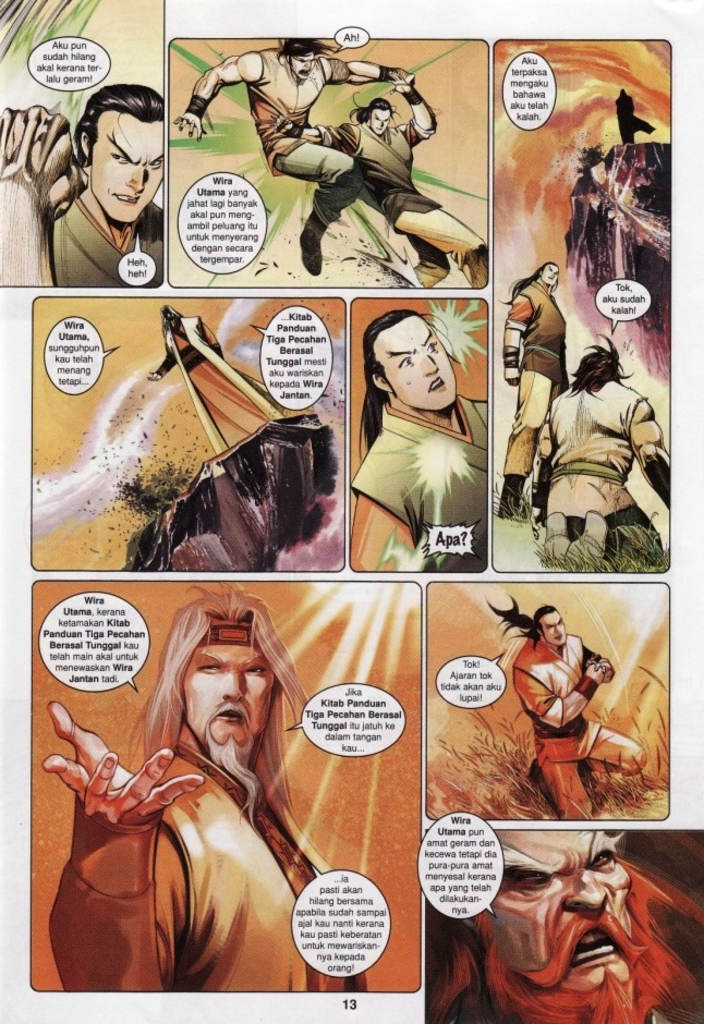 Aku pun
sudah hilang
akal kerana ter-
lalu geram!
Heh,
heh!
Ah!
Wira
Utama yang
jahat lagi banyak
akal pun meng-
ambil peluang itu
untuk menyerang
dengan secara
tergempar.
Aku
terpaksa
mengaku
bahawa
aku telah
kalah.
Tok,
aku sudah
kalah!
Wira
Utama,
sungguhpun
kau telah
menang
tetapi...
...Kitab
Panduan
Tiga Pecahan
Berasal
Tunggal mesti
aku wariskan
kepada Wira
Jantan.
Apa?
Wira
Utama, kerana
ketamakan Kitab
Panduan Tiga Pecahan
Berasal Tunggal kau
telah main akal untuk
menewaskan Wira
Jantan tadi.
Jika
Kitab Panduan
Tiga Pecahan Berasal
Tunggal itu jatuh ke
dalam tangan
kau...
...ia
pasti akan
hilang bersama
apabila sudah sampai
ajal kau nanti kerana
kau pasti keberatan
untuk mewariskan-
nya kepada
orang!
Tok!
Ajaran tok
tidak akan aku
lupai!
Wira
Utama pun
amat geram dan
kecewa tetapi dia
pura-pura amat
menyesal kerana
apa yang telah
dilakukan-
nya.
13